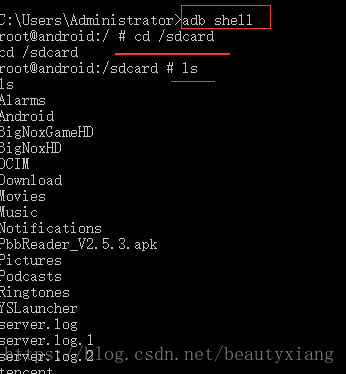 C:\Users\Administrator>adb shell
root@android:/ # cd /sdcard
cd /sdcard
root@android:/sdcard # ls
ls
Alarms
Android
BigNoxGameHD
BigNoxHD
DCIM
Download
Movies
Music
Notifications
PbbReader_V2.5.3.apk
Pictures
Podcasts
Ringtones
YSLauncher
server.log
server.log.1
server.log.2
https://blog.csdn.net/beautyxiang
tencent